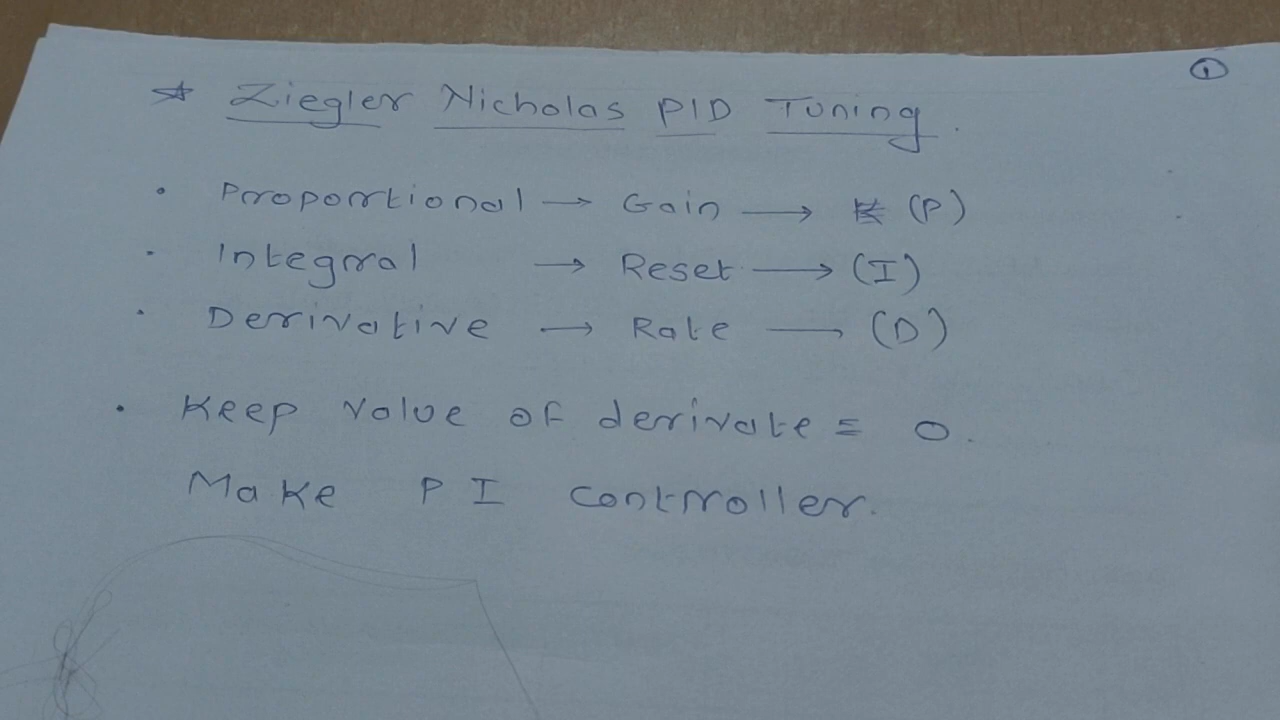 ①
☆ Ziegler Nicholas PID Tuning.
• Proportional → Gain → (P)
• Integral → Reset → (I)
• Derivative → Rate — (D)
• Keep value of derivate = 0.
Make PI controller.